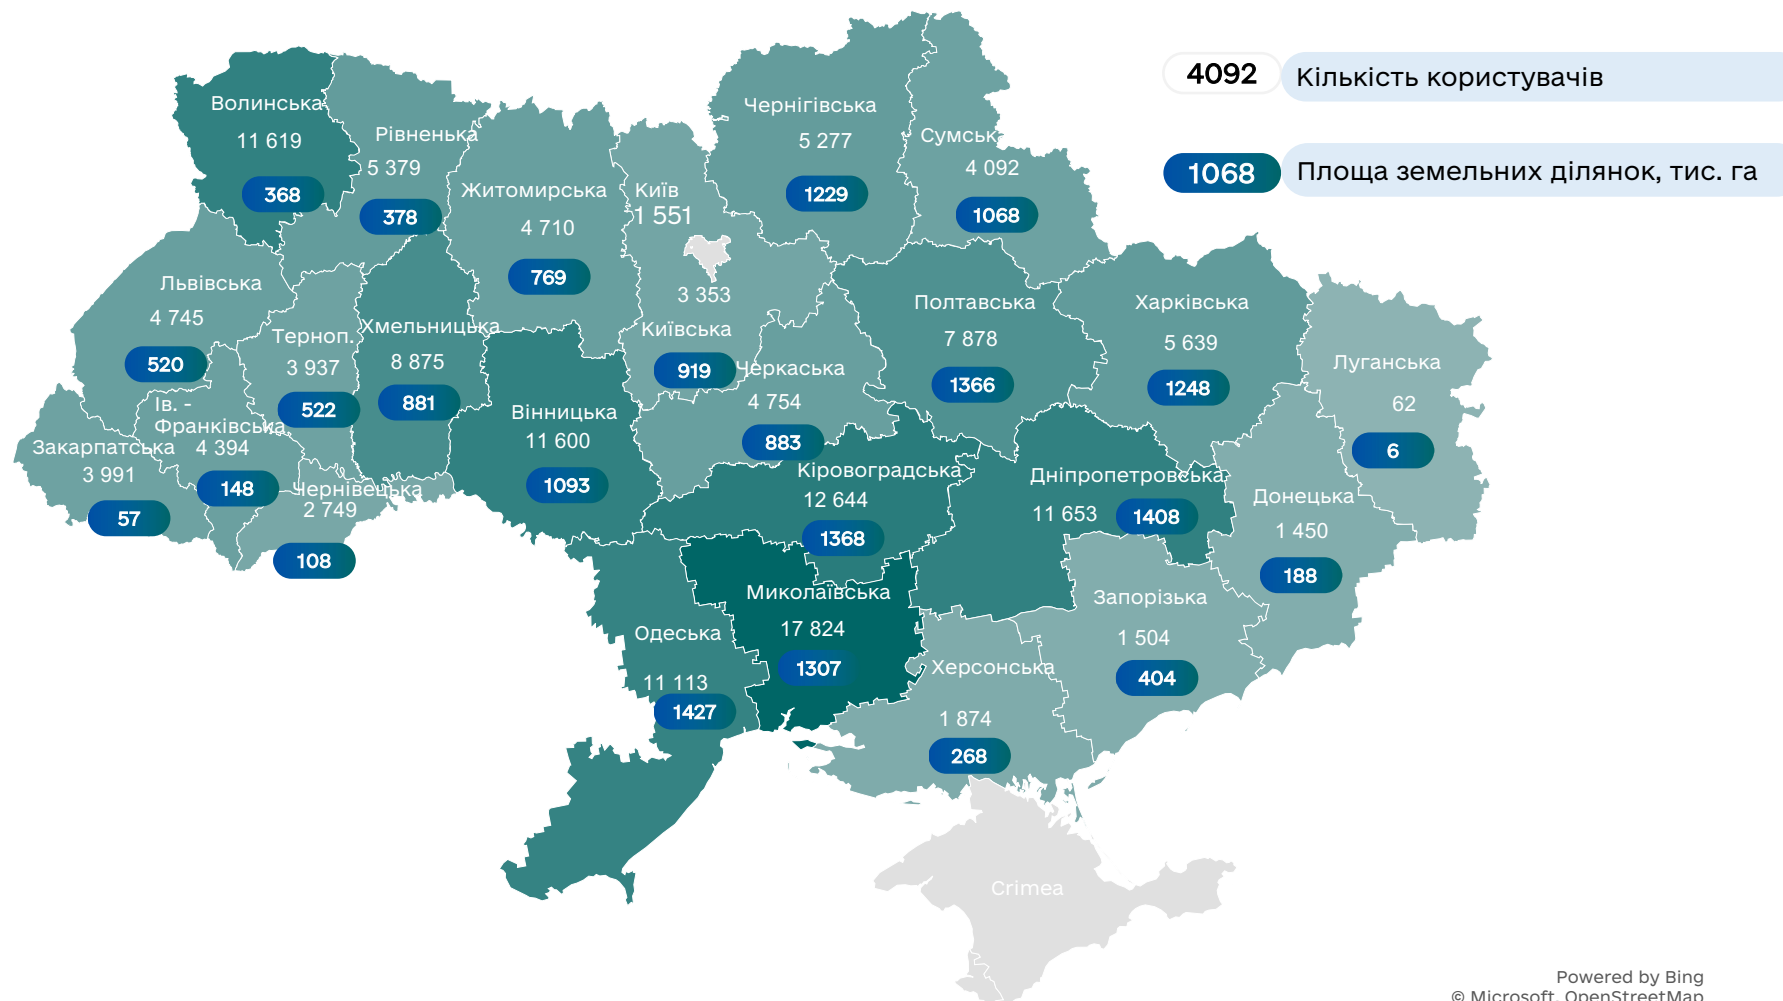 4092 Кількість користувачів
1068 Площа земельних ділянок, тис. га
Волинська
11 619
368
Рівненька
5 379
378
Житомирська
4 710
769
Київ
1 551
3 353
Київська
919
Чернігівська
5 277
1229
Сумськ
4 092
1068
Львівська
4 745
520
Терноп.
3 937
522
Хмельницька
8 875
881
Вінницька
11 600
1093
Черкаська
4 754
883
Полтавська
7 878
1366
Харківська
5 639
1248
Луганська
62
6
Закарпатська
3 991
57
Ів. -
Франківська
4 394
148
Чернівецька
2 749
108
Кіровоградська
12 644
1368
Дніпропетровська
11 653 1408
Донецька
1 450
188
Одеська
11 113
1427
Миколаївська
17 824
1307
Херсонська
1 874
268
Запорізька
1 504
404
Crimea
Powered by Bing
© Microsoft, OpenStreetMap